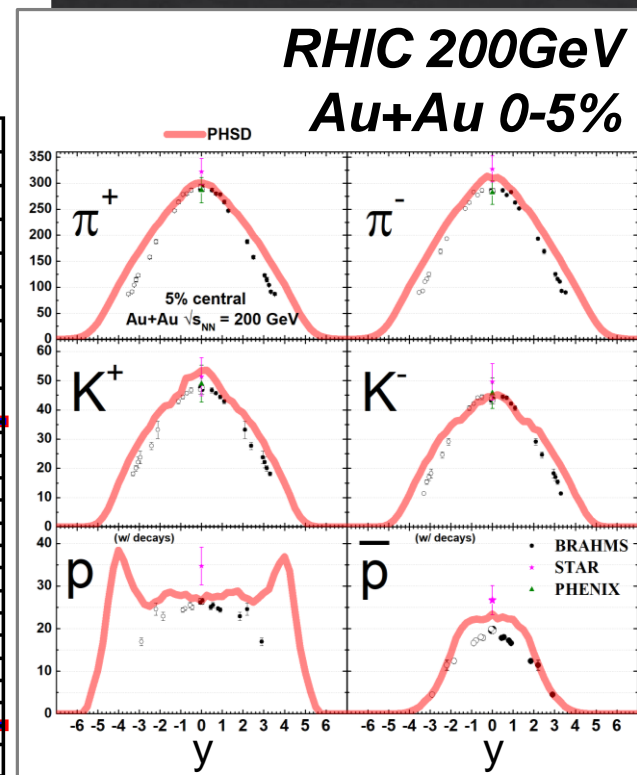 RHIC 200GeV
Au+Au 0-5%
PHSD
350
300
250
200
150
100
50
0
π+
5% central
Au+Au √sNN = 200 GeV
π-
60
50
40
30
20
10
0
K+
K-
40
30
20
10
0
p
(w/ decays)
p̅
(w/ decays)
BRAHMS
STAR
PHENIX
-6 -5 -4 -3 -2 -1 0 1 2 3 4 5 6
-6 -5 -4 -3 -2 -1 0 1 2 3 4 5 6
y
y